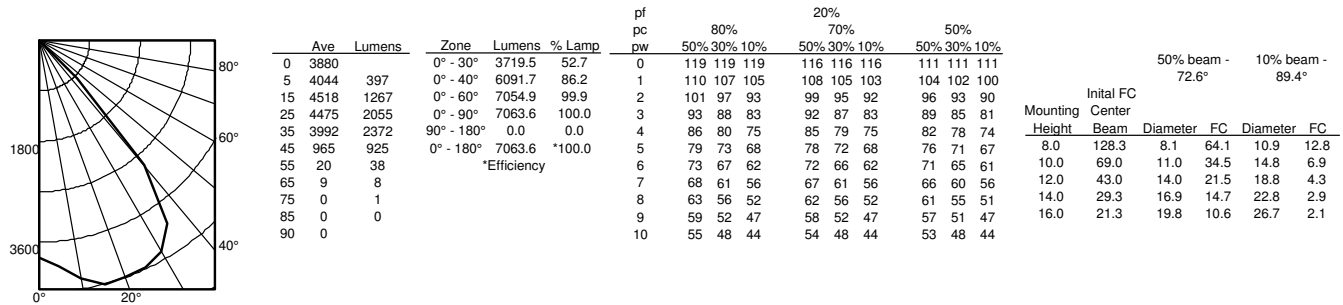 80°
60°
40°
20°
0°
1800
3600
Ave Lumens
0 3880
5 4044 397
15 4518 1267
25 4475 2055
35 3992 2372
45 965 925
55 20 38
65 9 8
75 0 1
85 0 0
90 0
Zone Lumens % Lamp
0° - 30° 3719.5 52.7
0° - 40° 6091.7 86.2
0° - 60° 7054.9 99.9
0° - 90° 7063.6 100.0
90° - 180° 0.0 0.0
0° - 180° 7063.6 *100.0
*Efficiency
pf 20%
pc 80% 70% 50%
pw 50% 30% 10% 50% 30% 10% 50% 30% 10%
0 119 119 119 116 116 116 111 111 111
1 110 107 105 108 105 103 104 102 100
2 101 97 93 99 95 92 96 93 90
3 93 88 83 92 87 83 89 85 81
4 86 80 75 85 79 75 82 78 74
5 79 73 68 78 72 68 76 71 67
6 73 67 62 72 66 62 71 65 61
7 68 61 56 67 61 56 66 60 56
8 63 56 52 62 56 52 61 55 51
9 59 52 47 58 52 47 57 51 47
10 55 48 44 54 48 44 53 48 44
50% beam - 10% beam -
72.6° 89.4°
Inital FC
Mounting Center
Height Beam Diameter FC Diameter FC
8.0 128.3 8.1 64.1 10.9 12.8
10.0 69.0 11.0 34.5 14.8 6.9
12.0 43.0 14.0 21.5 18.8 4.3
14.0 29.3 16.9 14.7 22.8 2.9
16.0 21.3 19.8 10.6 26.7 2.1